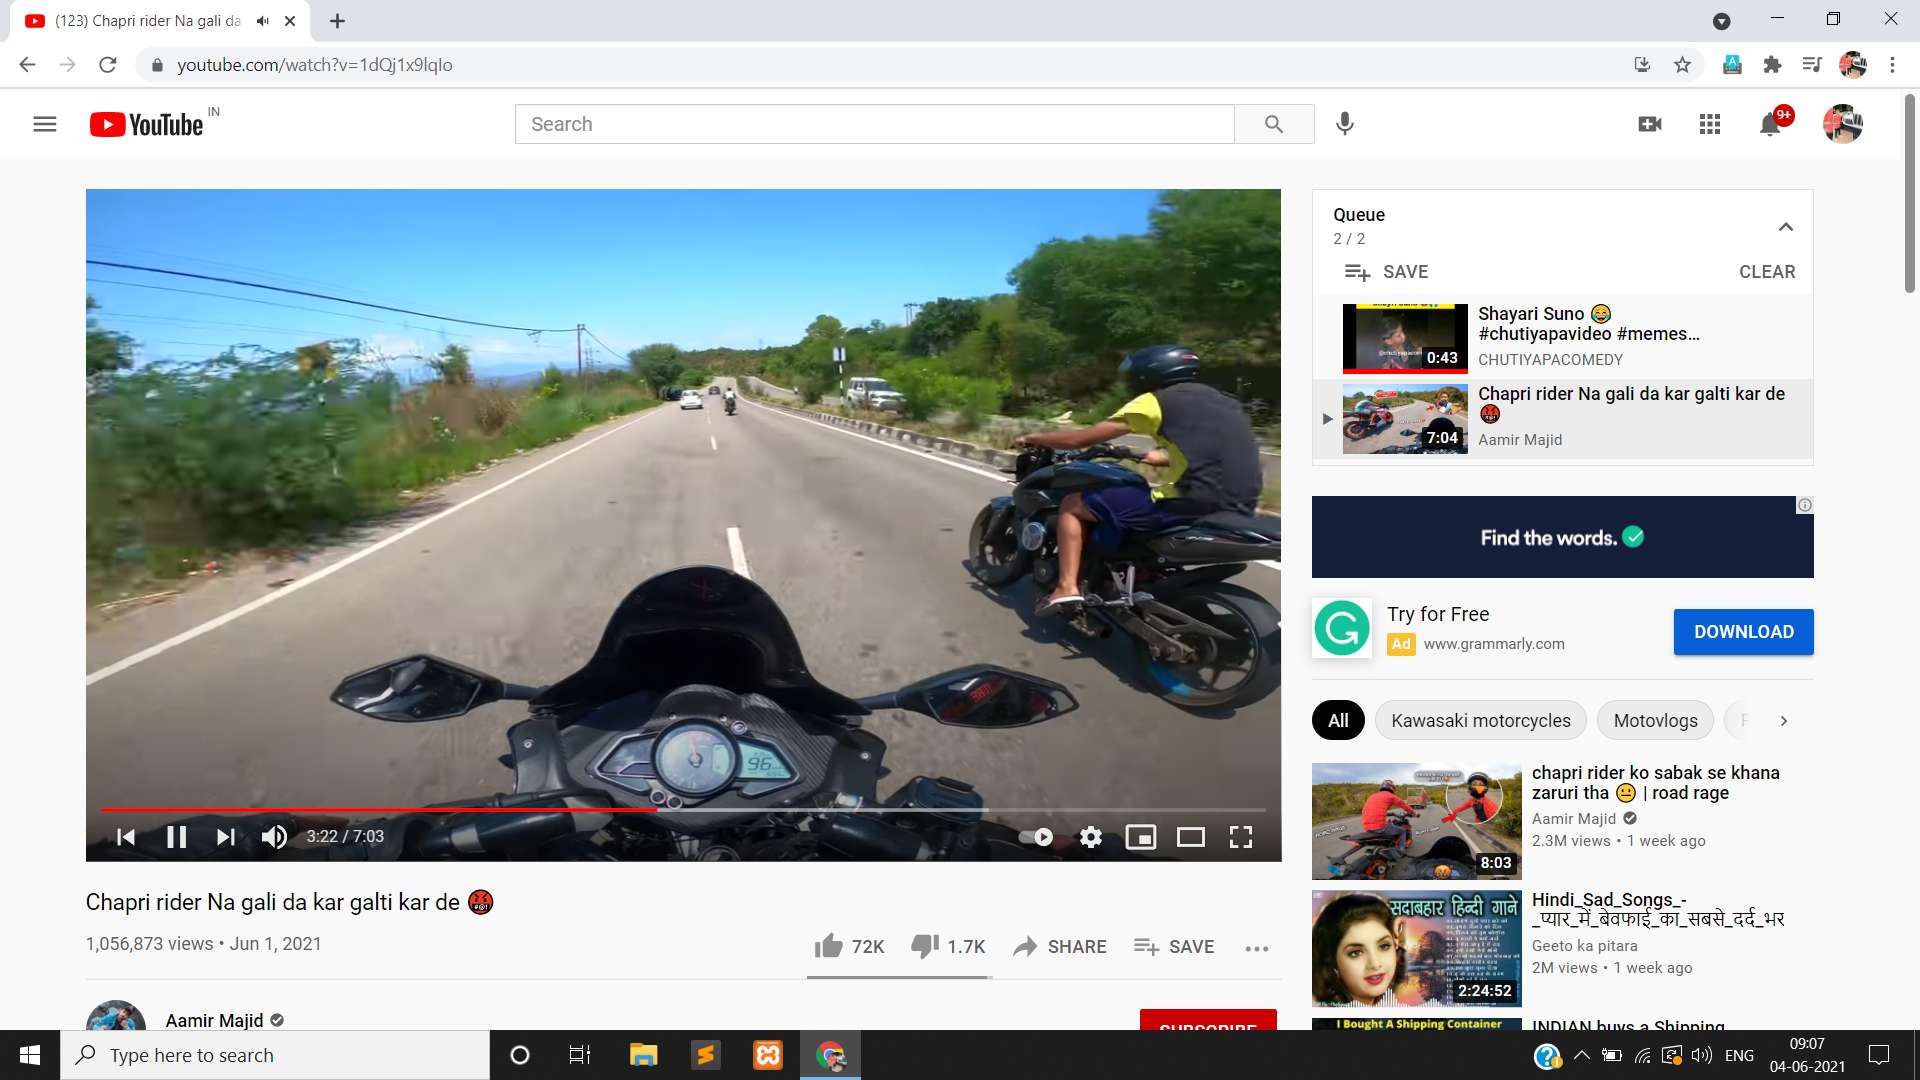 (123) Chapri rider Na gali da
youtube.com/watch?v=1dQj1x9lqIo
YouTube IN
Search
9+
Queue
2 / 2
SAVE
CLEAR
Shayari Suno 😂
#chutiyapavideo #memes...
CHUTIYAPACOMEDY
0:43
Chapri rider Na gali da kar galti kar de
🤬
Aamir Majid
7:04
Find the words.
Try for Free
Ad www.grammarly.com
DOWNLOAD
All
Kawasaki motorcycles
Motovlogs
96
3:22 / 7:03
chapri rider ko sabak se khana
zaruri tha 😐 | road rage
Aamir Majid
2.3M views • 1 week ago
8:03
Chapri rider Na gali da kar galti kar de 🤬
1,056,873 views • Jun 1, 2021
72K
1.7K
SHARE
SAVE
सदाबहार हिन्दी गाने
2:24:52
Hindi_Sad_Songs_-
_प्यार_में_बेवफाई_का_सबसे_दर्द_भर
Geeto ka pitara
2M views • 1 week ago
Aamir Majid
SUBSCRIBE
I Bought A Shipping Container
INDIAN buys a Shipping
Type here to search
ENG
09:07
04-06-2021